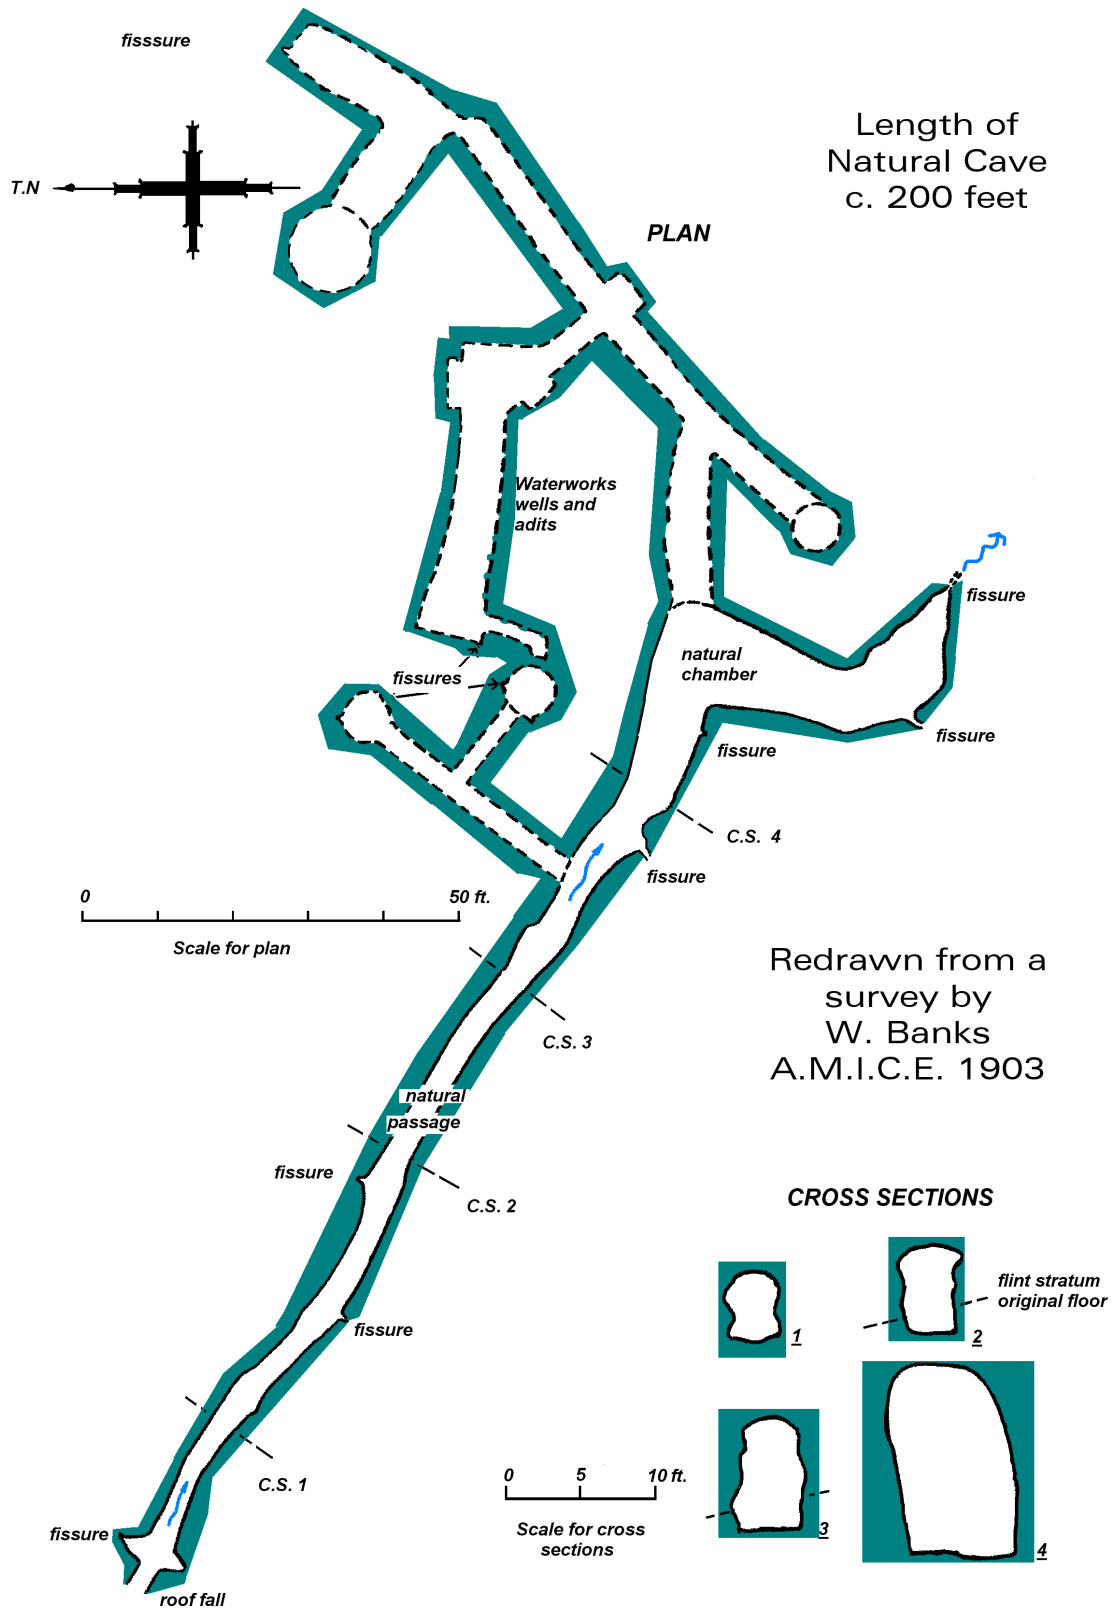 fisssure
Length of
Natural Cave
c. 200 feet
T.N
PLAN
Waterworks
wells and
adits
fissure
natural
chamber
fissures
fissure
fissure
C.S. 4
fissure
0 50 ft.
Scale for plan
Redrawn from a
survey by
W. Banks
A.M.I.C.E. 1903
C.S. 3
natural
passage
fissure
C.S. 2
CROSS SECTIONS
flint stratum
original floor
1
2
fissure
C.S. 1
0 5 10 ft.
Scale for cross
sections
3
4
fissure
roof fall